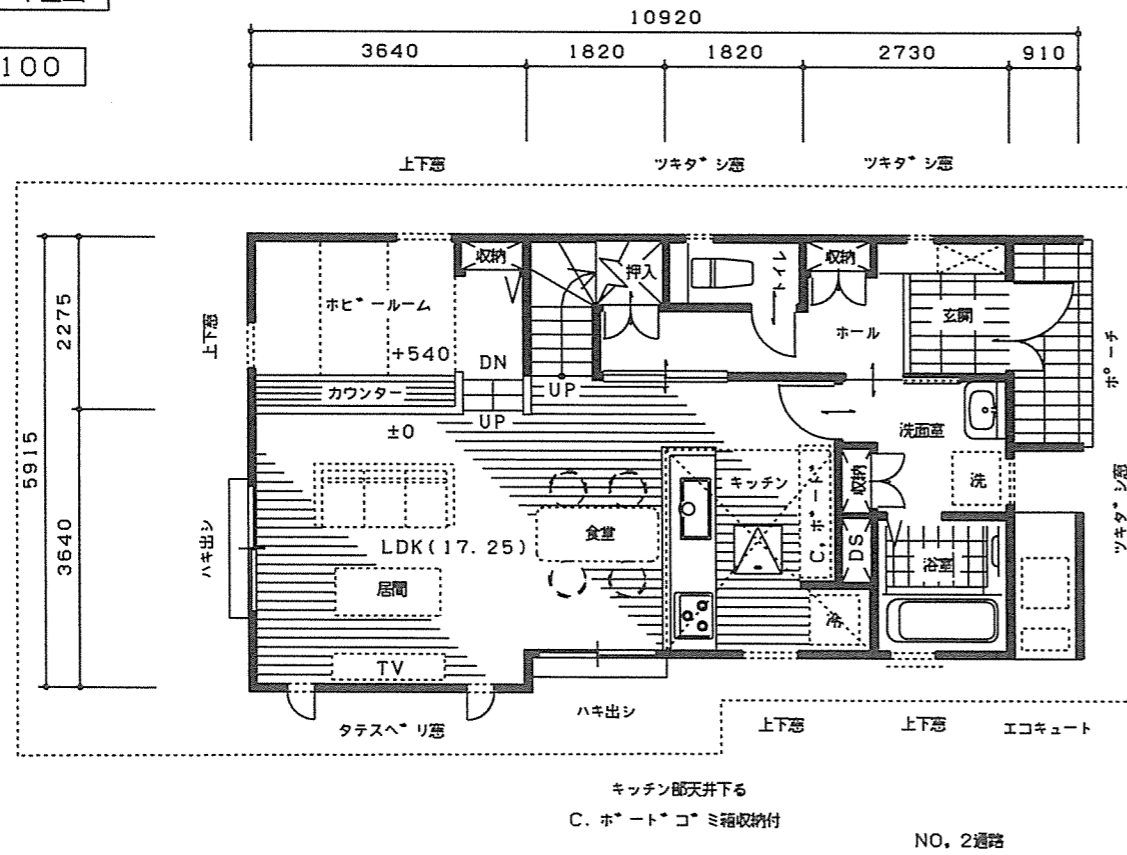 10920
3640 1820 1820 2730 910
100
上下窓 ツキダシ窓 ツキダシ窓
収納 押入 トイレ 収納
ホビールーム
玄関
ホール
2275
上下窓
+540 DN
ポーチ
カウンター UP
±0 UP
洗面室
5915
キッチン C.ボード 収納 洗
ツキダシ窓
食堂
LDK(17.25)
DS 浴室
3640
ハキ出シ
居間
冷
TV
ハキ出シ
タテスベリ窓 上下窓 上下窓 エコキュート
キッチン部天井下る
C.ボードゴミ箱収納付
NO.2通路